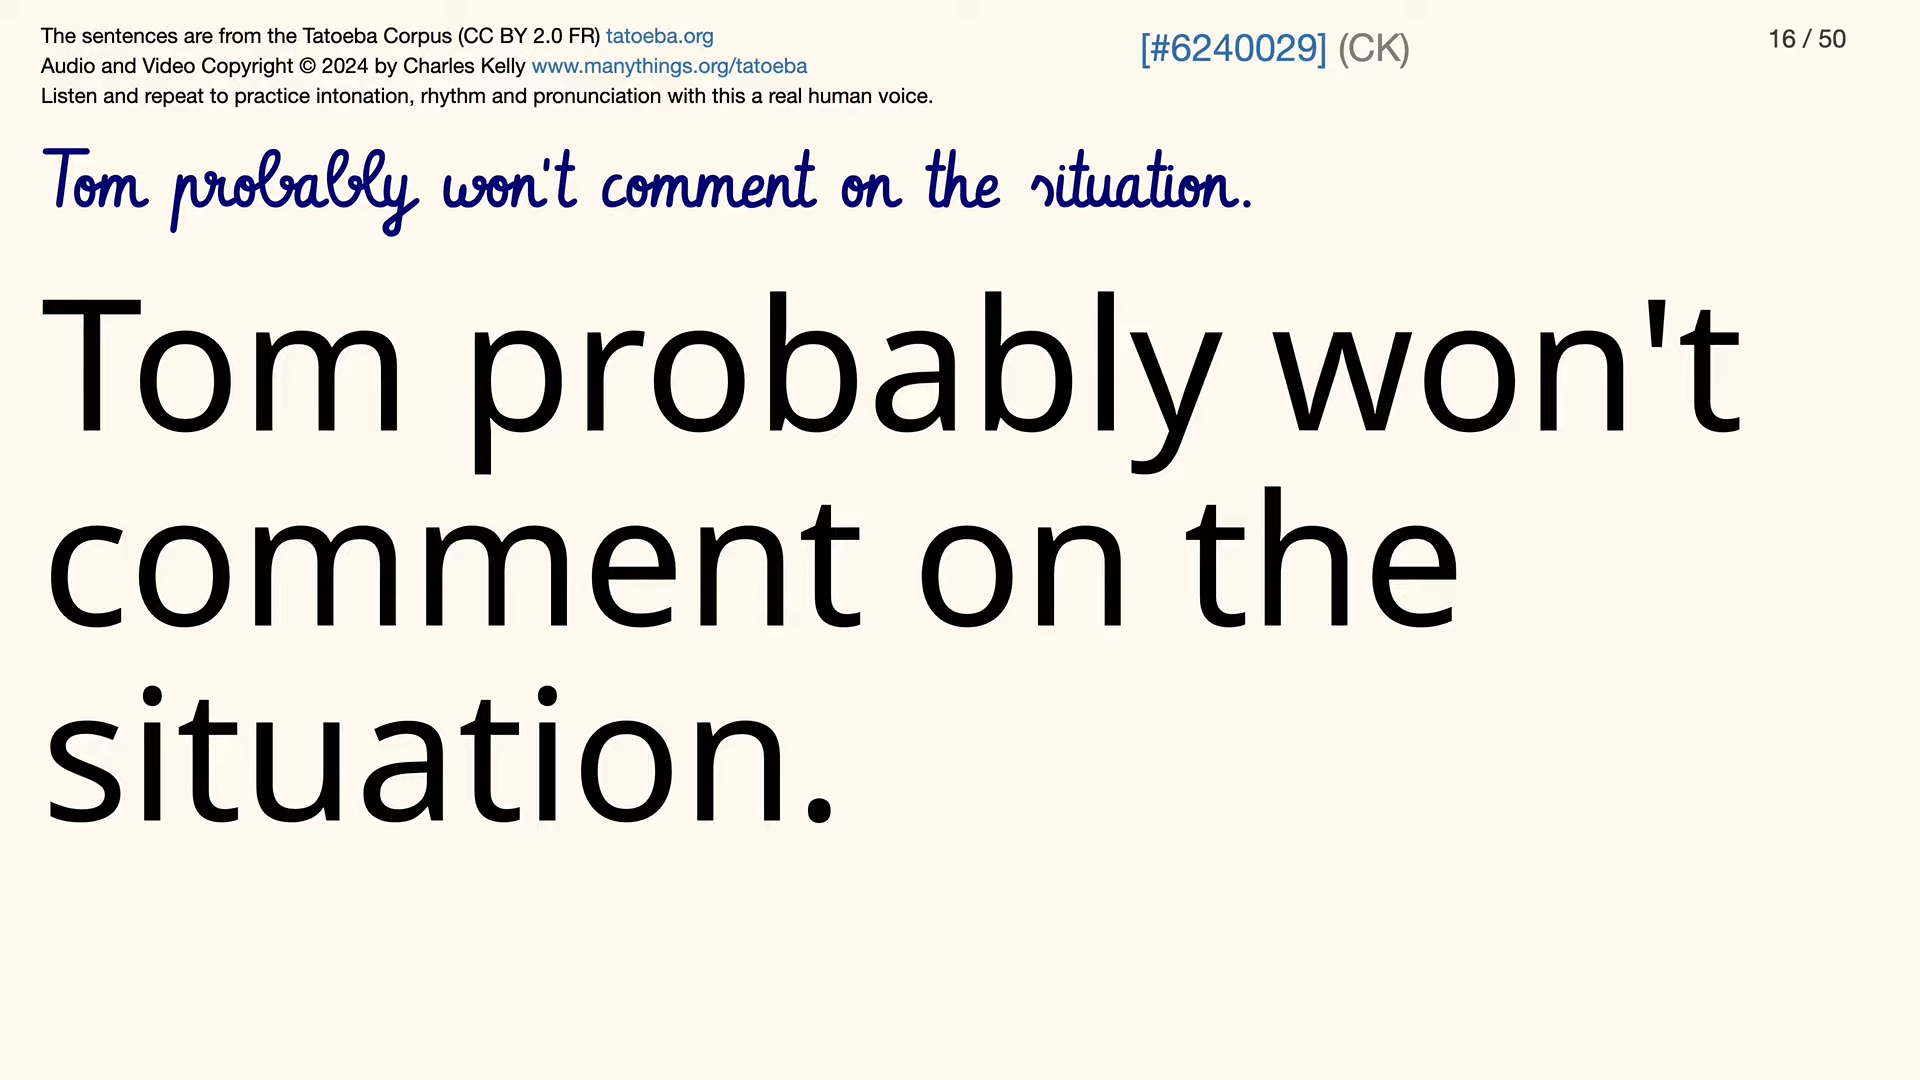 The sentences are from the Tatoeba Corpus (CC BY 2.0 FR) tatoeba.org
Audio and Video Copyright © 2024 by Charles Kelly www.manythings.org/tatoeba
Listen and repeat to practice intonation, rhythm and pronunciation with this a real human voice.
[#6240029] (CK)
16 / 50
Tom probably won't comment on the situation.
Tom probably won't
comment on the
situation.